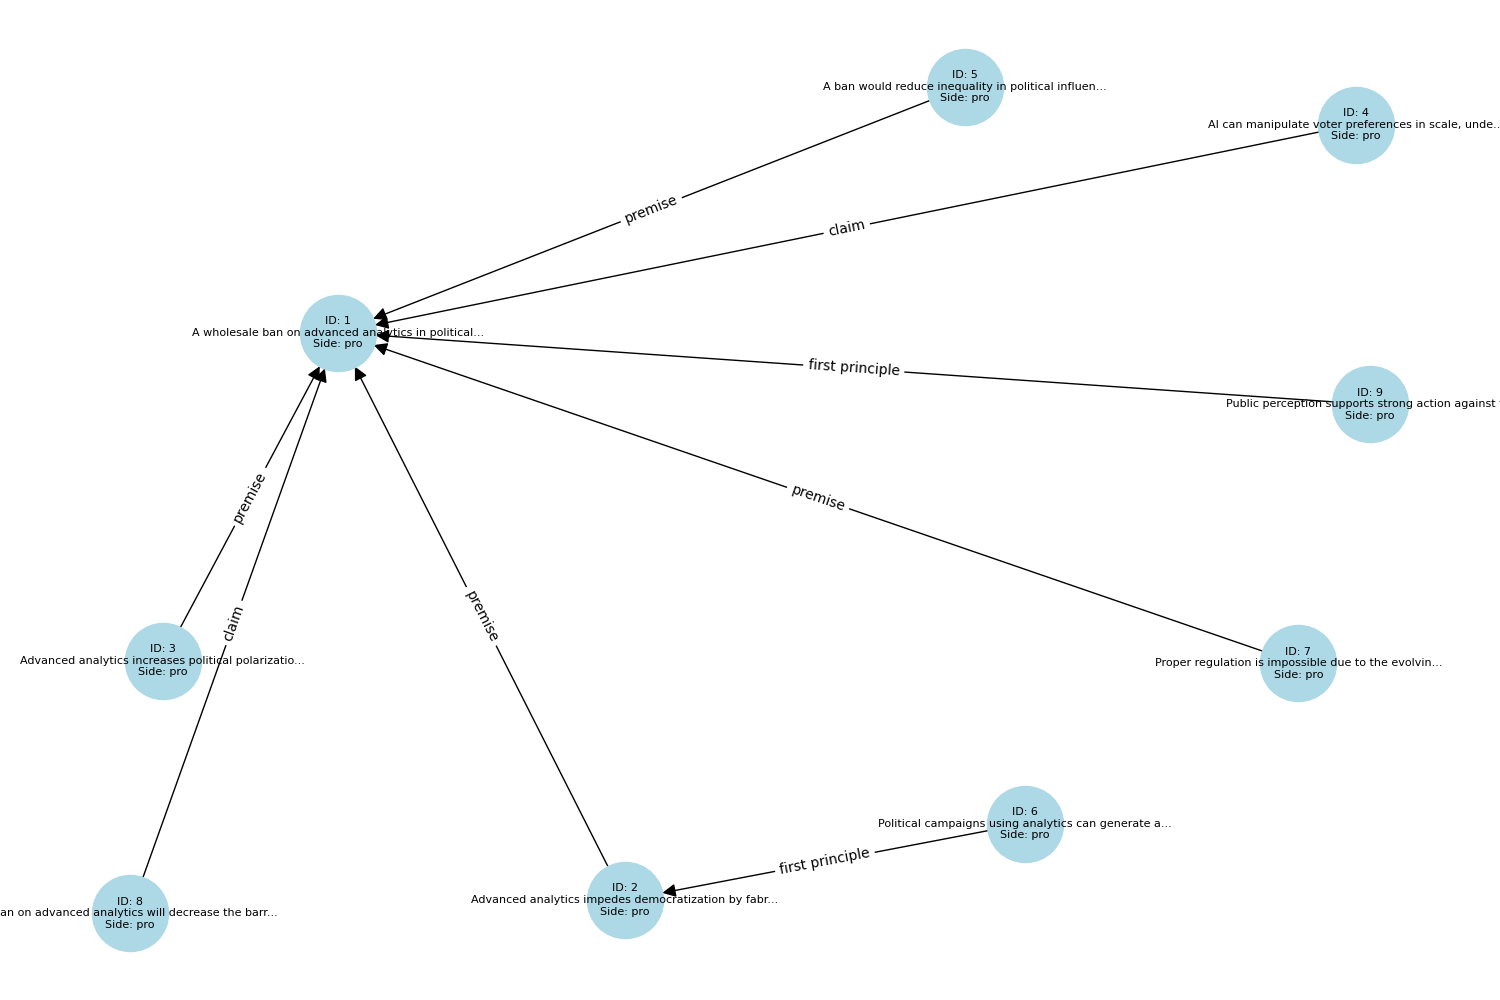 ID: 5
A ban would reduce inequality in political influen...
Side: pro
ID: 4
AI can manipulate voter preferences in scale, unde...
Side: pro
premise
claim
ID: 1
A wholesale ban on advanced analytics in political...
Side: pro
first principle
ID: 9
Public perception supports strong action against
Side: pro
premise
premise
claim
premise
ID: 3
Advanced analytics increases political polarizatio...
Side: pro
ID: 7
Proper regulation is impossible due to the evolvin...
Side: pro
ID: 6
Political campaigns using analytics can generate a...
Side: pro
first principle
ID: 2
Advanced analytics impedes democratization by fabr...
Side: pro
ID: 8
an on advanced analytics will decrease the barr...
Side: pro